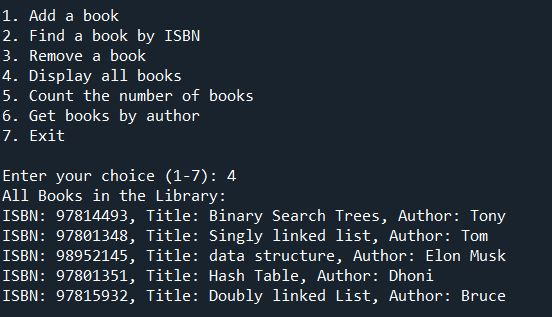 1. Add a book
2. Find a book by ISBN
3. Remove a book
4. Display all books
5. Count the number of books
6. Get books by author
7. Exit
Enter your choice (1-7): 4
All Books in the Library:
ISBN: 97814493, Title: Binary Search Trees, Author: Tony
ISBN: 97801348, Title: Singly linked list, Author: Tom
ISBN: 98952145, Title: data structure, Author: Elon Musk
ISBN: 97801351, Title: Hash Table, Author: Dhoni
ISBN: 97815932, Title: Doubly linked List, Author: Bruce